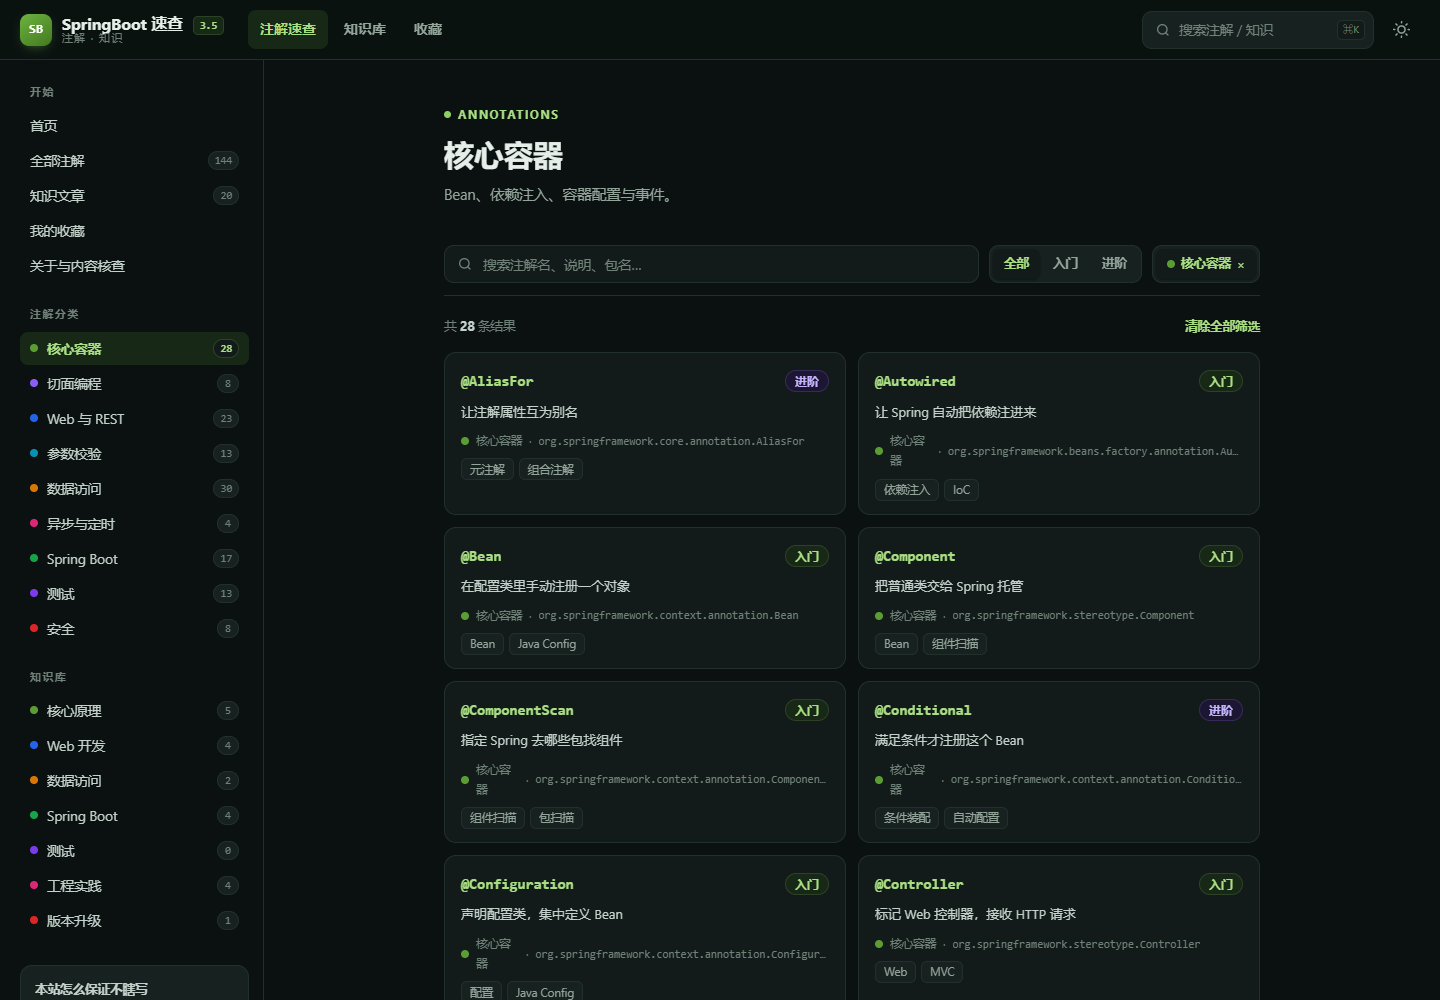 SB
SpringBoot 速查 3.5
注解 · 知识
注解速查
知识库
收藏
搜索注解 / 知识 ⌘K
开始
首页
全部注解 144
知识文章 20
我的收藏
关于与内容核查
注解分类
核心容器 28
切面编程 8
Web 与 REST 23
参数校验 13
数据访问 30
异步与定时 4
Spring Boot 17
测试 13
安全 8
知识库
核心原理 5
Web 开发 4
数据访问 2
Spring Boot 4
测试 0
工程实践 4
版本升级 1
本站怎么保证不瞎写
ANNOTATIONS
核心容器
Bean、依赖注入、容器配置与事件。
搜索注解名、说明、包名…
全部 入门 进阶
核心容器 ×
共 28 条结果
清除全部筛选
@AliasFor 进阶
让注解属性互为别名
核心容器 · org.springframework.core.annotation.AliasFor
元注解 组合注解
@Autowired 入门
让 Spring 自动把依赖注进来
核心容器 · org.springframework.beans.factory.annotation.Au…
依赖注入 IoC
@Bean 入门
在配置类里手动注册一个对象
核心容器 · org.springframework.context.annotation.Bean
Bean Java Config
@Component 入门
把普通类交给 Spring 托管
核心容器 · org.springframework.stereotype.Component
Bean 组件扫描
@ComponentScan 入门
指定 Spring 去哪些包找组件
核心容器 · org.springframework.context.annotation.Componen…
组件扫描 包扫描
@Conditional 进阶
满足条件才注册这个 Bean
核心容器 · org.springframework.context.annotation.Conditio…
条件装配 自动配置
@Configuration 入门
声明配置类，集中定义 Bean
核心容器 · org.springframework.context.annotation.Configur…
配置 Java Config
@Controller 入门
标记 Web 控制器，接收 HTTP 请求
核心容器 · org.springframework.stereotype.Controller
Web MVC